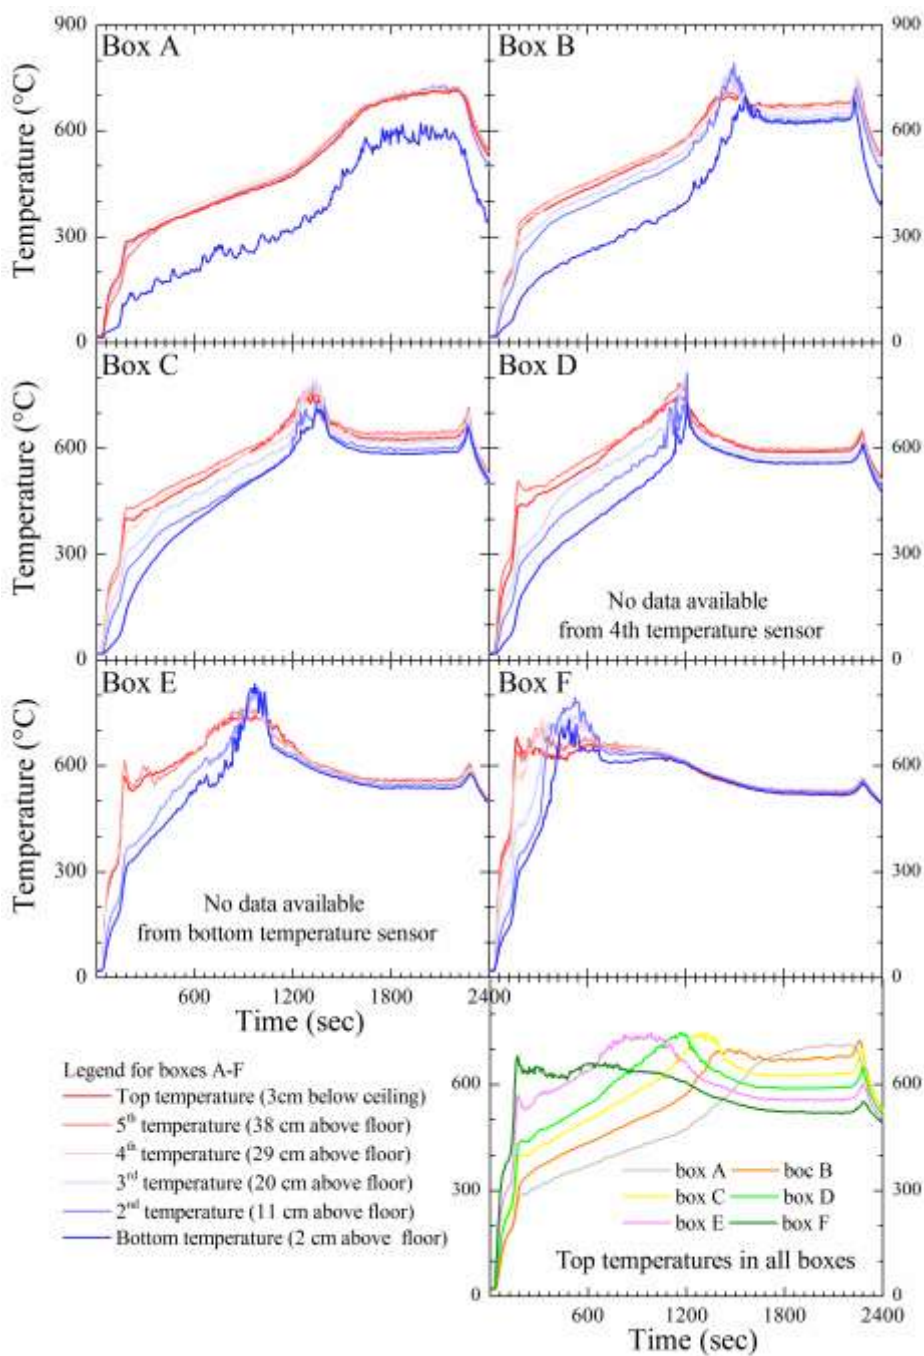 900
600
300
0
Temperature (°C)
Box A
Box B
900
600
300
0
600
300
0
Temperature (°C)
Box C
Box D
No data available
from 4th temperature sensor
600
300
0
600
300
0
Temperature (°C)
Box E
No data available
from bottom temperature sensor
Box F
600
300
0
600 1200 1800 2400
Time (sec)
Legend for boxes A-F
Top temperature (3cm below ceiling)
5th temperature (38 cm above floor)
4th temperature (29 cm above floor)
3rd temperature (20 cm above floor)
2nd temperature (11 cm above floor)
Bottom temperature (2 cm above floor)
600
300
0
box A boc B
box C box D
box E box F
Top temperatures in all boxes
600
300
0
600 1200 1800 2400
Time (sec)